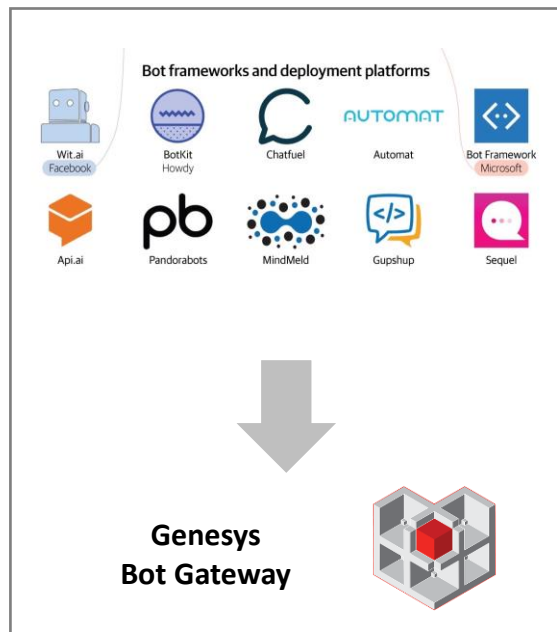 Bot frameworks and deployment platforms
AUTOMAT
Wit.ai
BotKit
Chatfuel
Automat
Bot Framework
Facebook
Howdy
Microsoft
pb
</>
Api.ai
Pandorabots
MindMeld
Gupshup
Sequel
Genesys
Bot Gateway